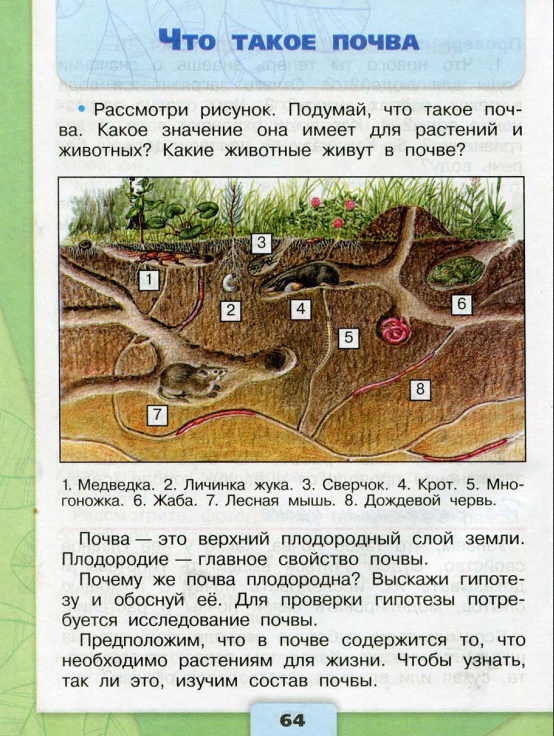 ЧТО ТАКОЕ ПОЧВА
• Рассмотри рисунок. Подумай, что такое поч-
ва. Какое значение она имеет для растений и
животных? Какие животные живут в почве?
3
1
2
4
6
5
8
7
1. Медведка. 2. Личинка жука. 3. Сверчок. 4. Крот. 5. Мно-
гоножка. 6. Жаба. 7. Лесная мышь. 8. Дождевой червь.
Почва — это верхний плодородный слой земли.
Плодородие — главное свойство почвы.
Почему же почва плодородна? Выскажи гипоте-
зу и обоснуй её. Для проверки гипотезы потре-
буется исследование почвы.
Предположим, что в почве содержится то, что
необходимо растениям для жизни. Чтобы узнать,
так ли это, изучим состав почвы.
64